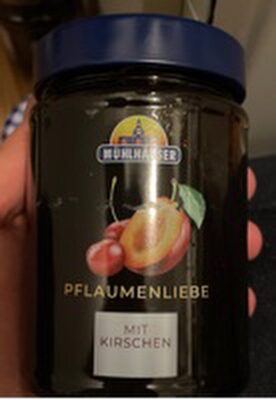 MÜHLHÄUSER
PFLAUMENLIEBE
MIT
KIRSCHEN